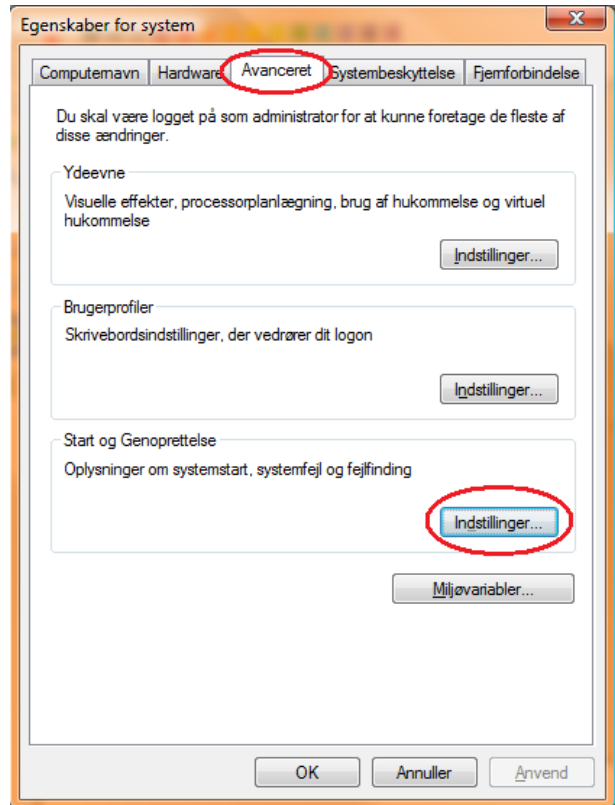 Egenskaber for system
Computernavn Hardware Avanceret Systembeskyttelse Fjernforbindelse
Du skal være logget på som administrator for at kunne foretage de fleste af
disse ændringer.
Ydeevne
Visuelle effekter, processorplanlægning, brug af hukommelse og virtuel
hukommelse
Indstillinger...
Brugerprofiler
Skrivebordsindstillinger, der vedrører dit logon
Indstillinger...
Start og Genoprettelse
Oplysninger om systemstart, systemfejl og fejlfinding
Indstillinger...
Miljøvariabler...
OK Annuller Anvend